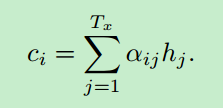 c_i = \sum_{j=1}^{T_x} \alpha_{ij} h_j.